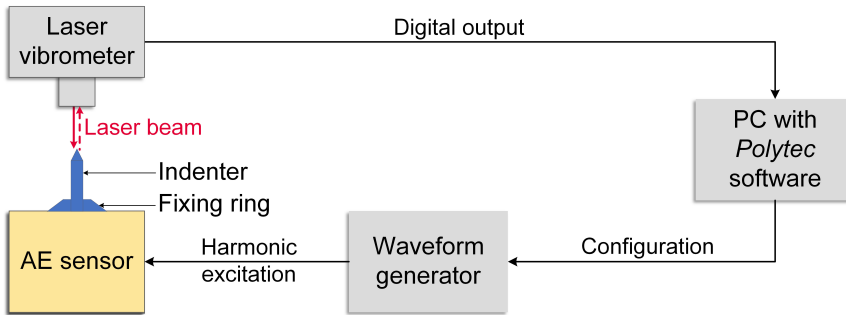 Laser
vibrometer
Digital output
Laser beam
PC with
Polytec
software
Indenter
Fixing ring
AE sensor
Harmonic
excitation
Waveform
generator
Configuration